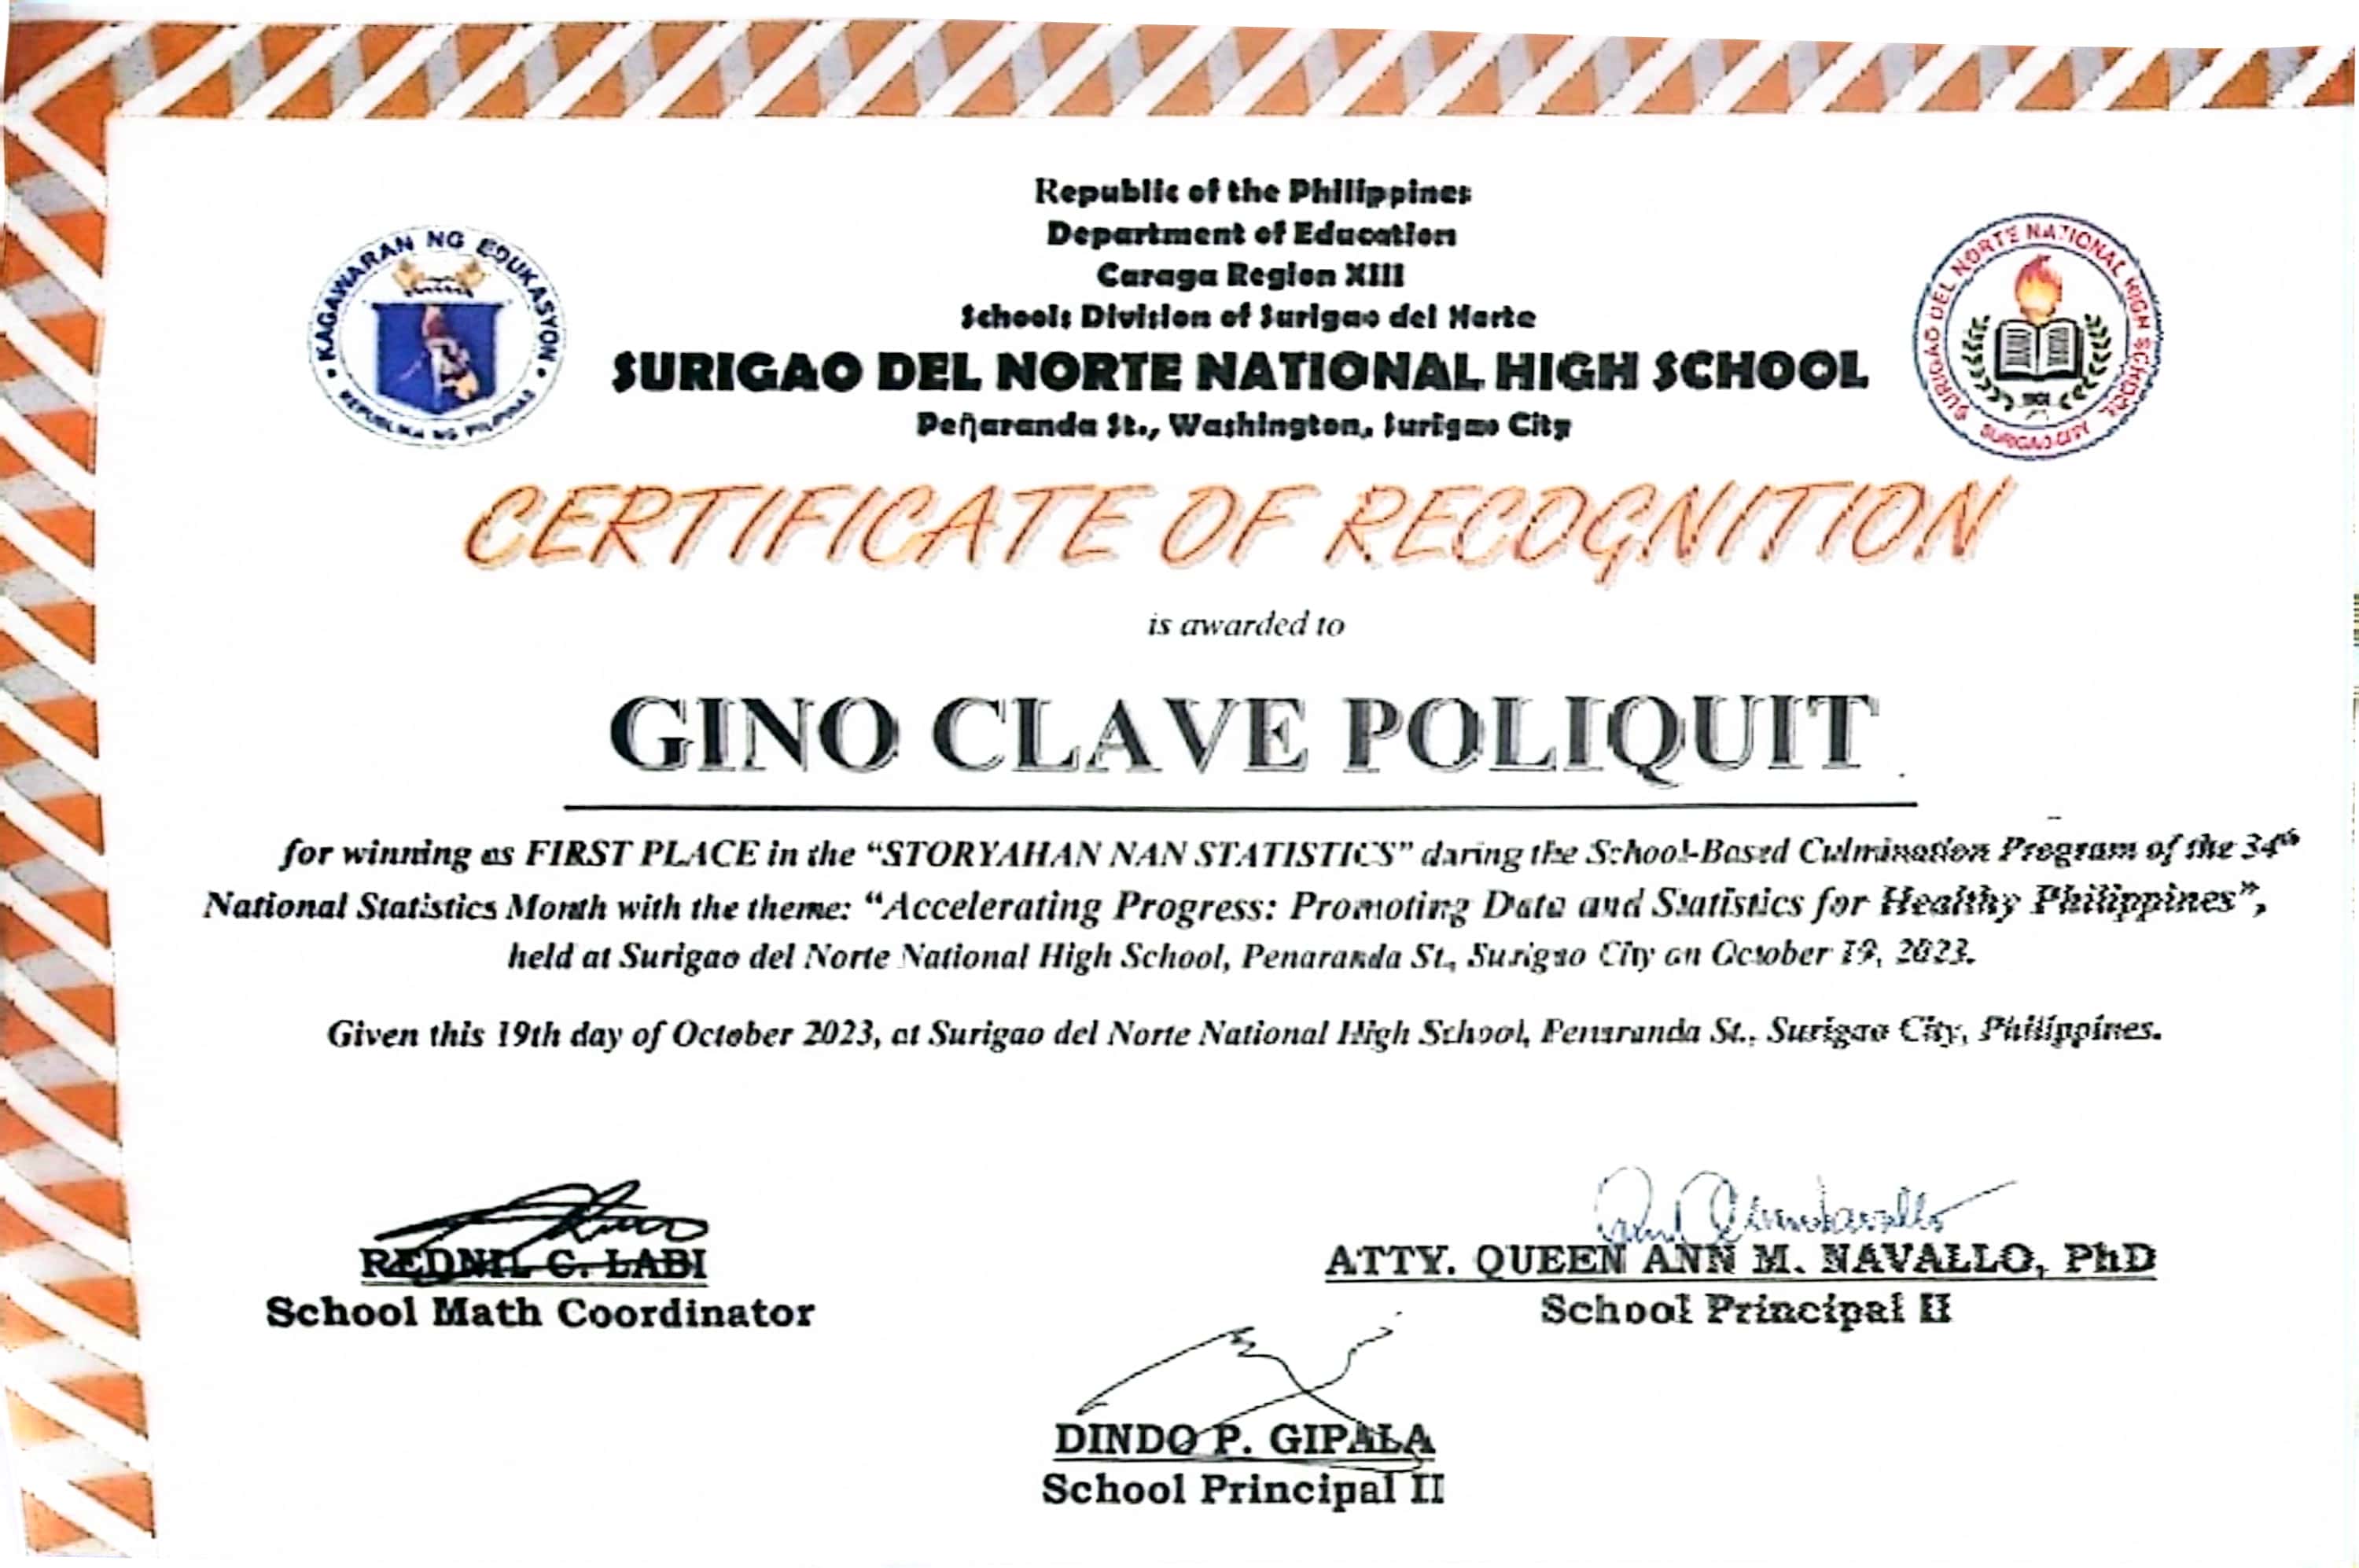 Republic of the Philippines
Department of Education
Caraga Region XIII
Schools Division of Surigao del Norte
SURIGAO DEL NORTE NATIONAL HIGH SCHOOL
Peñaranda St., Washington, Surigao City
KAGAWARAN NG EDUKASYON
REPUBLIKA NG PILIPINAS
SURIGAO DEL NORTE NATIONAL HIGH SCHOOL
SURIGAO CITY
CERTIFICATE OF RECOGNITION
is awarded to
GINO CLAVE POLIQUIT
for winning as FIRST PLACE in the “STORYAHAN NAN STATISTICS” during the School-Based Culmination Program of the 34th
National Statistics Month with the theme: “Accelerating Progress: Promoting Data and Statistics for Healthy Philippines”,
held at Surigao del Norte National High School, Penaranda St., Surigao City on October 19, 2023.
Given this 19th day of October 2023, at Surigao del Norte National High School, Penaranda St., Surigao City, Philippines.
REDNIL C. LABI
School Math Coordinator
ATTY. QUEEN ANN M. NAVALLO, PhD
School Principal II
DINDO P. GIPALA
School Principal II